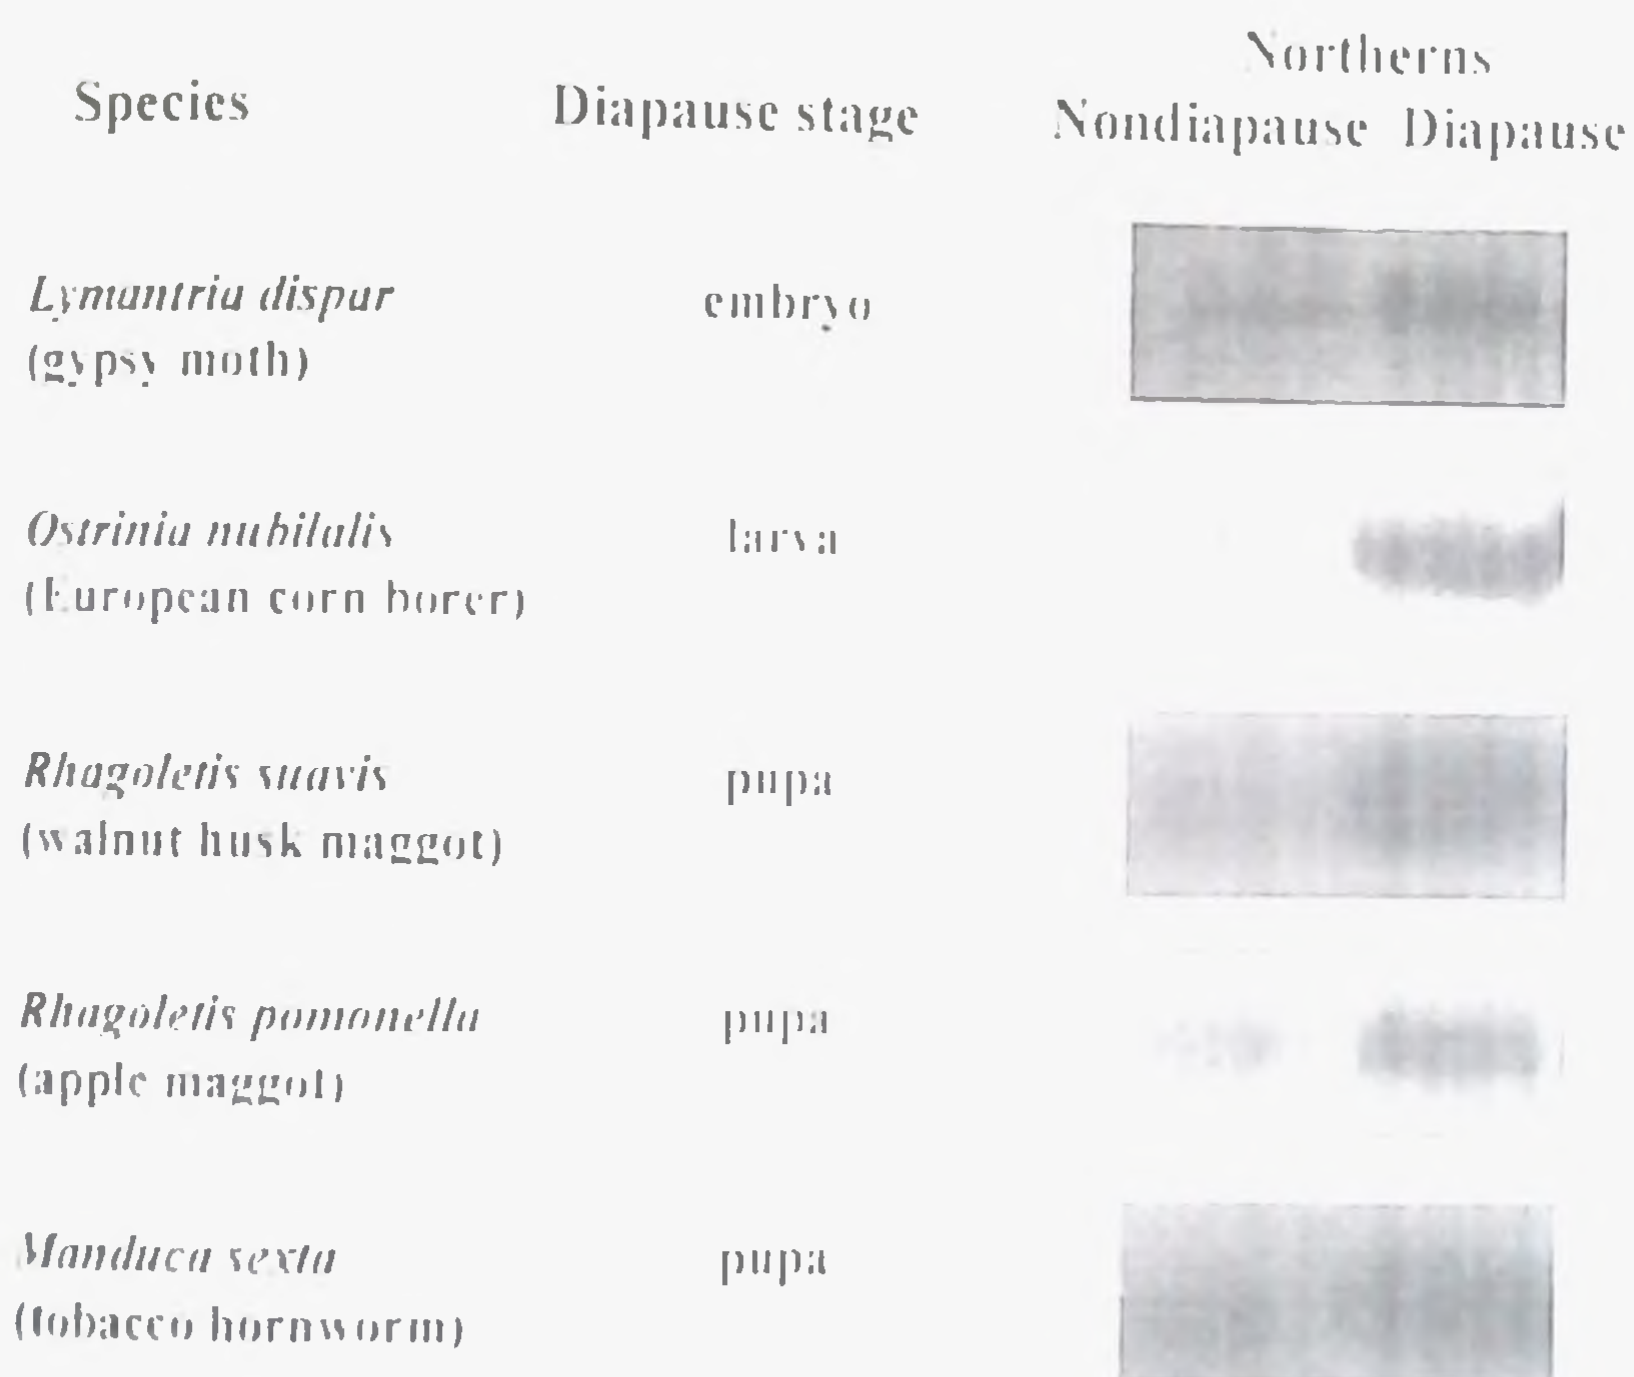 Northerns
Species Diapause stage Nondiapause Diapause
Lymantria dispar embryo
(gypsy moth)
Ostrinia nubilalis larva
(European corn borer)
Rhagoletis suavis pupa
(walnut husk maggot)
Rhagoletis pomonella pupa
(apple maggot)
Manduca sexta pupa
(tobacco hornworm)